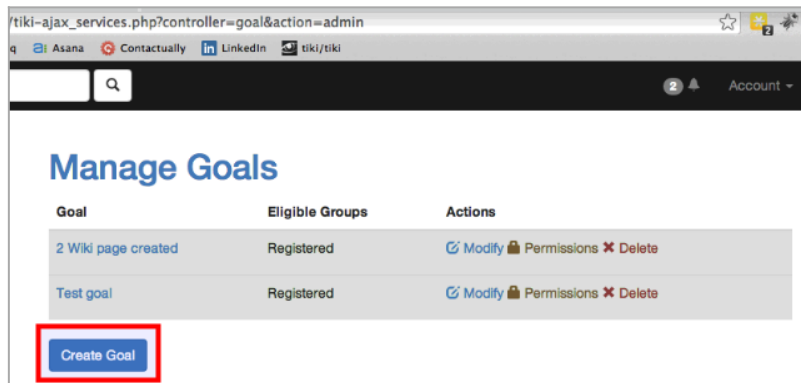 /tiki-ajax_services.php?controller=goal&action=admin
2
q Asana Contactually LinkedIn tiki/tiki
2 Account
Manage Goals
Goal Eligible Groups Actions
2 Wiki page created Registered Modify Permissions Delete
Test goal Registered Modify Permissions Delete
Create Goal